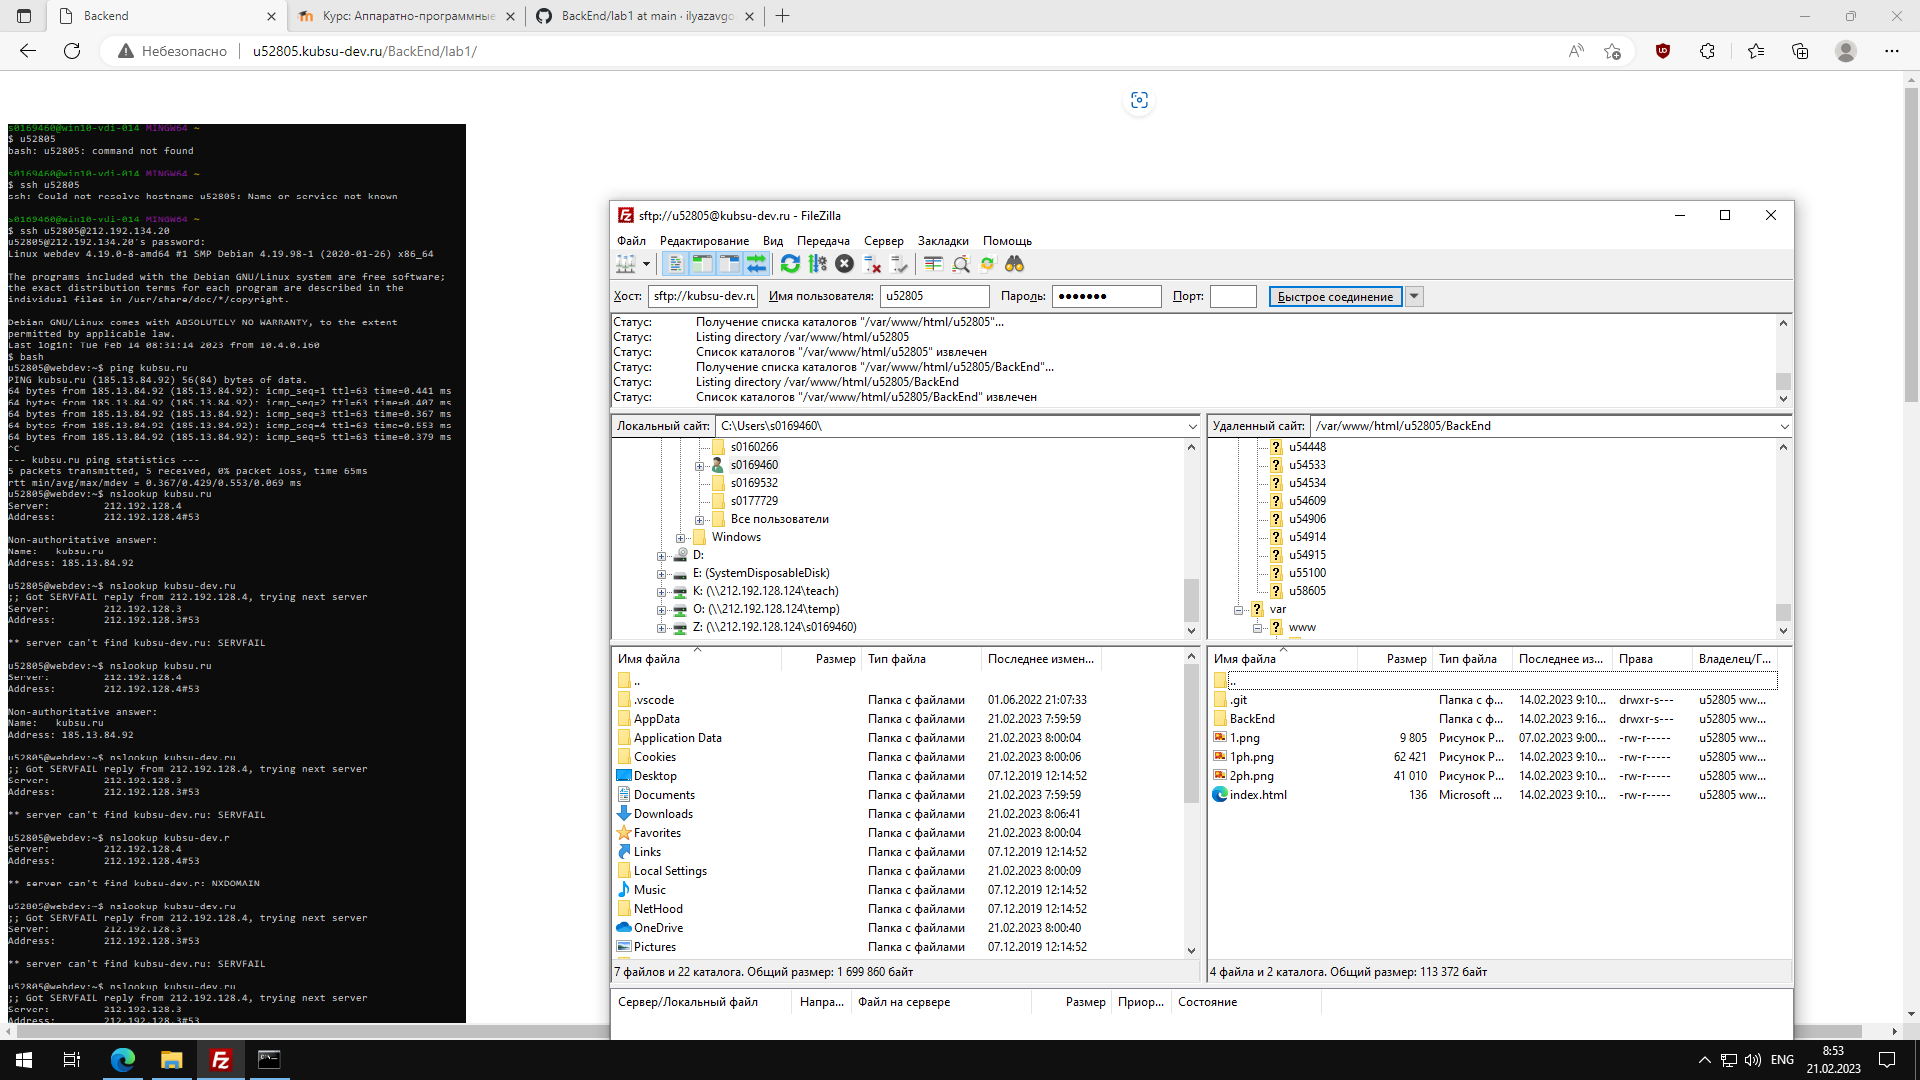 Backend
Курс: Аппаратно-программные
BackEnd/lab1 at main · ilyazavgo
Небезопасно
u52805.kubsu-dev.ru/BackEnd/lab1/
s0169460@win10-vdi-014 MINGW64 ~
$ u52805
bash: u52805: command not found
s0169460@win10-vdi-014 MINGW64 ~
$ ssh u52805
ssh: Could not resolve hostname u52805: Name or service not known
s0169460@win10-vdi-014 MINGW64 ~
$ ssh u52805@212.192.134.20
u52805@212.192.134.20's password:
Linux webdev 4.19.0-8-amd64 #1 SMP Debian 4.19.98-1 (2020-01-26) x86_64
The programs included with the Debian GNU/Linux system are free software;
the exact distribution terms for each program are described in the
individual files in /usr/share/doc/*/copyright.
Debian GNU/Linux comes with ABSOLUTELY NO WARRANTY, to the extent
permitted by applicable law.
Last login: Tue Feb 14 08:31:14 2023 from 10.4.0.160
$ bash
u52805@webdev:~$ ping kubsu.ru
PING kubsu.ru (185.13.84.92) 56(84) bytes of data.
64 bytes from 185.13.84.92 (185.13.84.92): icmp_seq=1 ttl=63 time=0.441 ms
64 bytes from 185.13.84.92 (185.13.84.92): icmp_seq=2 ttl=63 time=0.407 ms
64 bytes from 185.13.84.92 (185.13.84.92): icmp_seq=3 ttl=63 time=0.367 ms
64 bytes from 185.13.84.92 (185.13.84.92): icmp_seq=4 ttl=63 time=0.553 ms
64 bytes from 185.13.84.92 (185.13.84.92): icmp_seq=5 ttl=63 time=0.379 ms
^C
--- kubsu.ru ping statistics ---
5 packets transmitted, 5 received, 0% packet loss, time 65ms
rtt min/avg/max/mdev = 0.367/0.429/0.553/0.069 ms
u52805@webdev:~$ nslookup kubsu.ru
Server: 212.192.128.4
Address: 212.192.128.4#53
Non-authoritative answer:
Name: kubsu.ru
Address: 185.13.84.92
u52805@webdev:~$ nslookup kubsu-dev.ru
;; Got SERVFAIL reply from 212.192.128.4, trying next server
Server: 212.192.128.3
Address: 212.192.128.3#53
** server can't find kubsu-dev.ru: SERVFAIL
u52805@webdev:~$ nslookup kubsu.ru
Server: 212.192.128.4
Address: 212.192.128.4#53
Non-authoritative answer:
Name: kubsu.ru
Address: 185.13.84.92
u52805@webdev:~$ nslookup kubsu-dev.ru
;; Got SERVFAIL reply from 212.192.128.4, trying next server
Server: 212.192.128.3
Address: 212.192.128.3#53
** server can't find kubsu-dev.ru: SERVFAIL
u52805@webdev:~$ nslookup kubsu-dev.r
Server: 212.192.128.4
Address: 212.192.128.4#53
** server can't find kubsu-dev.r: NXDOMAIN
u52805@webdev:~$ nslookup kubsu-dev.ru
;; Got SERVFAIL reply from 212.192.128.4, trying next server
Server: 212.192.128.3
Address: 212.192.128.3#53
** server can't find kubsu-dev.ru: SERVFAIL
u52805@webdev:~$ nslookup kubsu-dev.ru
;; Got SERVFAIL reply from 212.192.128.4, trying next server
Server: 212.192.128.3
Address: 212.192.128.3#53
sftp://u52805@kubsu-dev.ru - FileZilla
Файл Редактирование Вид Передача Сервер Закладки Помощь
Хост: sftp://kubsu-dev.ru Имя пользователя: u52805 Пароль: ●●●●●●● Порт: Быстрое соединение
Статус: Получение списка каталогов "/var/www/html/u52805"...
Статус: Listing directory /var/www/html/u52805
Статус: Список каталогов "/var/www/html/u52805" извлечен
Статус: Получение списка каталогов "/var/www/html/u52805/BackEnd"...
Статус: Listing directory /var/www/html/u52805/BackEnd
Статус: Список каталогов "/var/www/html/u52805/BackEnd" извлечен
Локальный сайт: C:\Users\s0169460\
s0160266
s0169460
s0169532
s0177729
Все пользователи
Windows
D:
E: (SystemDisposableDisk)
K: (\\212.192.128.124\teach)
O: (\\212.192.128.124\temp)
Z: (\\212.192.128.124\s0169460)
Имя файла Размер Тип файла Последнее измен...
..
.vscode Папка с файлами 01.06.2022 21:07:33
AppData Папка с файлами 21.02.2023 7:59:59
Application Data Папка с файлами 21.02.2023 8:00:04
Cookies Папка с файлами 21.02.2023 8:00:06
Desktop Папка с файлами 07.12.2019 12:14:52
Documents Папка с файлами 21.02.2023 7:59:59
Downloads Папка с файлами 21.02.2023 8:06:41
Favorites Папка с файлами 21.02.2023 8:00:04
Links Папка с файлами 07.12.2019 12:14:52
Local Settings Папка с файлами 21.02.2023 8:00:09
Music Папка с файлами 07.12.2019 12:14:52
NetHood Папка с файлами 07.12.2019 12:14:52
OneDrive Папка с файлами 21.02.2023 8:00:40
Pictures Папка с файлами 07.12.2019 12:14:52
7 файлов и 22 каталога. Общий размер: 1 699 860 байт
Удаленный сайт: /var/www/html/u52805/BackEnd
u54448
u54533
u54534
u54609
u54906
u54914
u54915
u55100
u58605
var
www
Имя файла Размер Тип файла Последнее из... Права Владелец/Г...
..
.git Папка с ф... 14.02.2023 9:10... drwxr-s--- u52805 ww...
BackEnd Папка с ф... 14.02.2023 9:16... drwxr-s--- u52805 ww...
1.png 9 805 Рисунок P... 07.02.2023 9:00... -rw-r----- u52805 ww...
1ph.png 62 421 Рисунок P... 14.02.2023 9:10... -rw-r----- u52805 ww...
2ph.png 41 010 Рисунок P... 14.02.2023 9:10... -rw-r----- u52805 ww...
index.html 136 Microsoft ... 14.02.2023 9:10... -rw-r----- u52805 ww...
4 файла и 2 каталога. Общий размер: 113 372 байт
Сервер/Локальный файл Напра... Файл на сервере Размер Приор... Состояние
ENG
8:53
21.02.2023